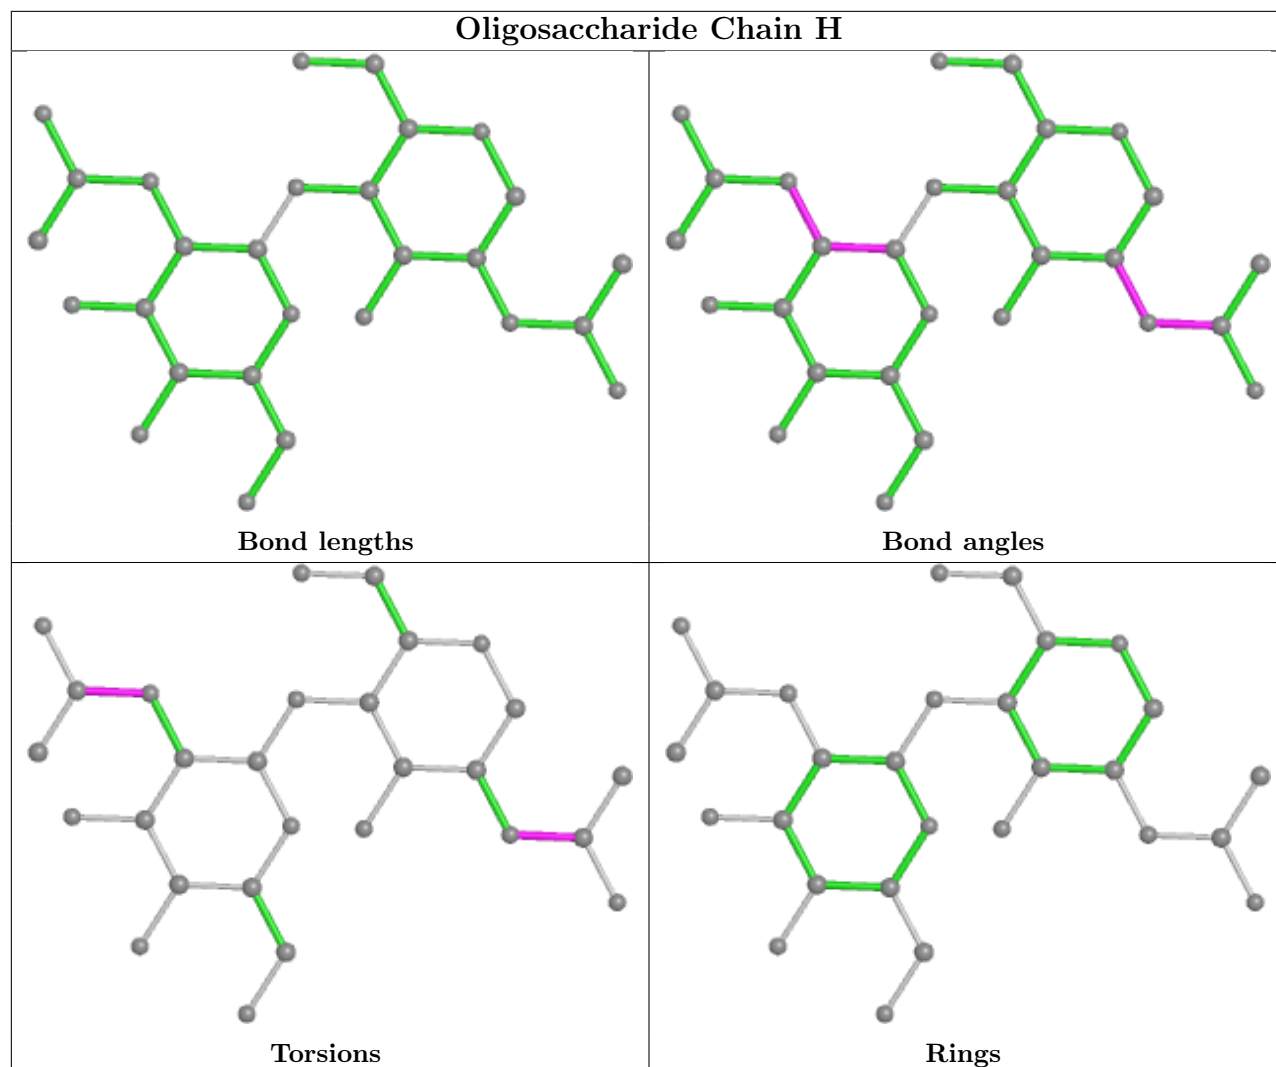 Oligosaccharide Chain H
Bond lengths
Bond angles
Torsions
Rings